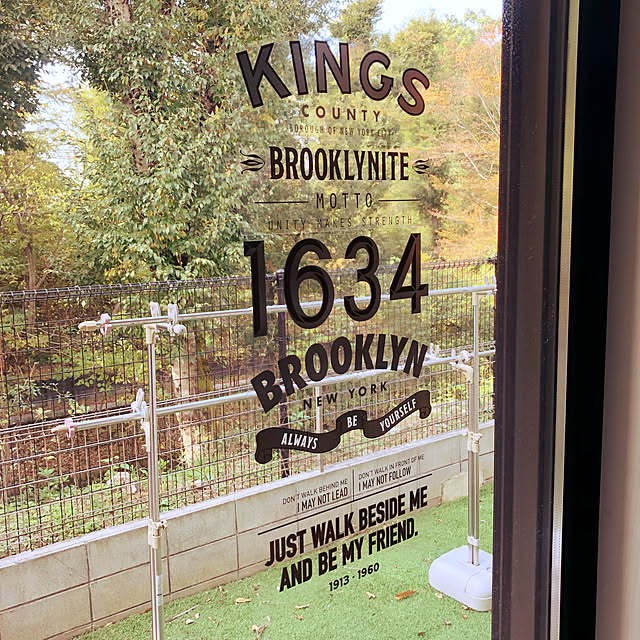 KINGS
COUNTY
BOROUGH OF NEW YORK CITY
BROOKLYNITE
MOTTO
UNITY MAKES STRENGTH
1634
BROOKLYN
NEW YORK
ALWAYS BE YOURSELF
DON'T WALK BEHIND ME
I MAY NOT LEAD
DON'T WALK IN FRONT OF ME
I MAY NOT FOLLOW
JUST WALK BESIDE ME
AND BE MY FRIEND.
1913 - 1960